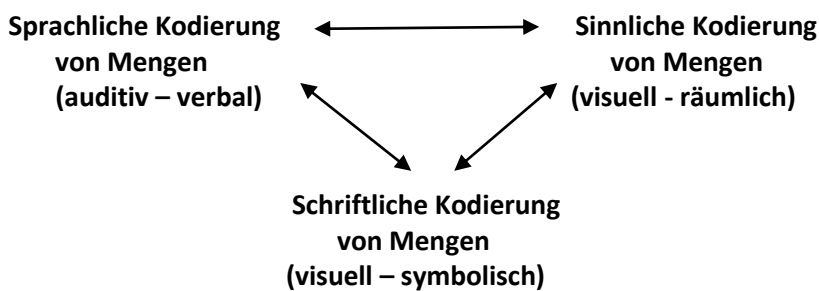 Sprachliche Kodierung
von Mengen
(auditiv – verbal)
Sinnliche Kodierung
von Mengen
(visuell - räumlich)
Schriftliche Kodierung
von Mengen
(visuell – symbolisch)